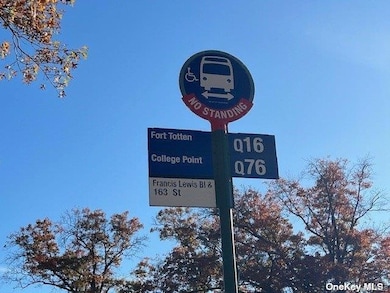 NO STANDING
Fort Totten
Q16
College Point
Q76
Francis Lewis Bl &
163 St
OneKey MLS